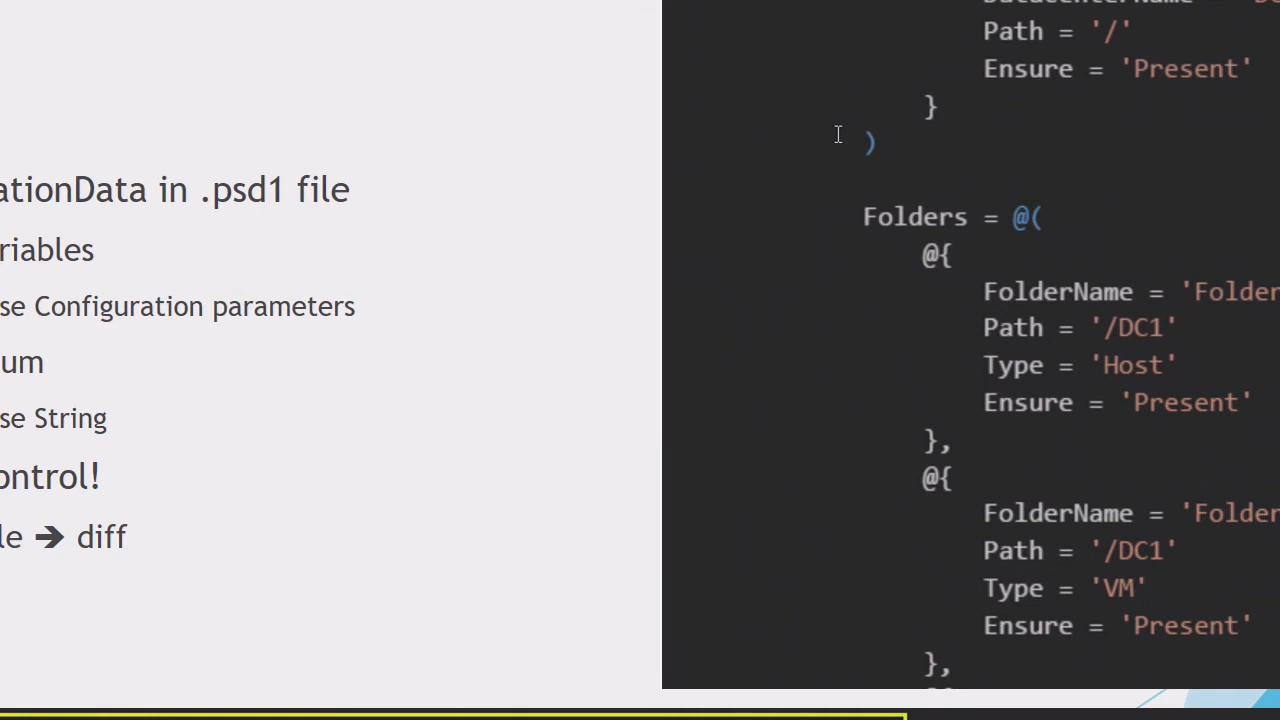 ationData in .psd1 file
riables
se Configuration parameters
um
se String
ontrol!
le ➔ diff
Path = '/'
Ensure = 'Present'
}
)
Folders = @(
@{
FolderName = 'Folder
Path = '/DC1'
Type = 'Host'
Ensure = 'Present'
},
@{
FolderName = 'Folder
Path = '/DC1'
Type = 'VM'
Ensure = 'Present'
},